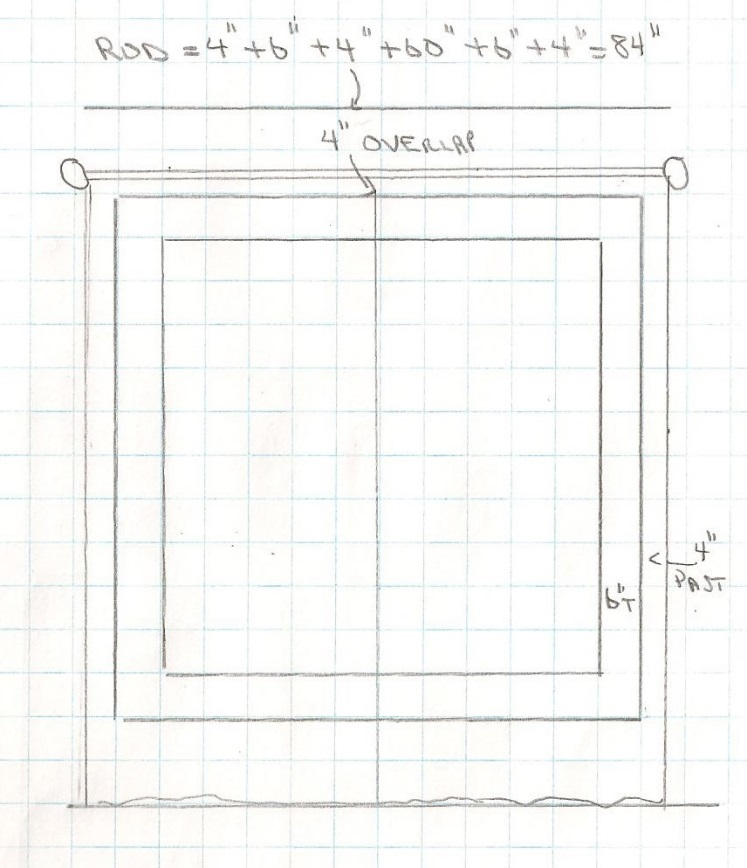 ROD = 4" + 6" + 4" + 60" + 6" + 4" = 84"
4" OVERLAP
4"
PAST
6"T